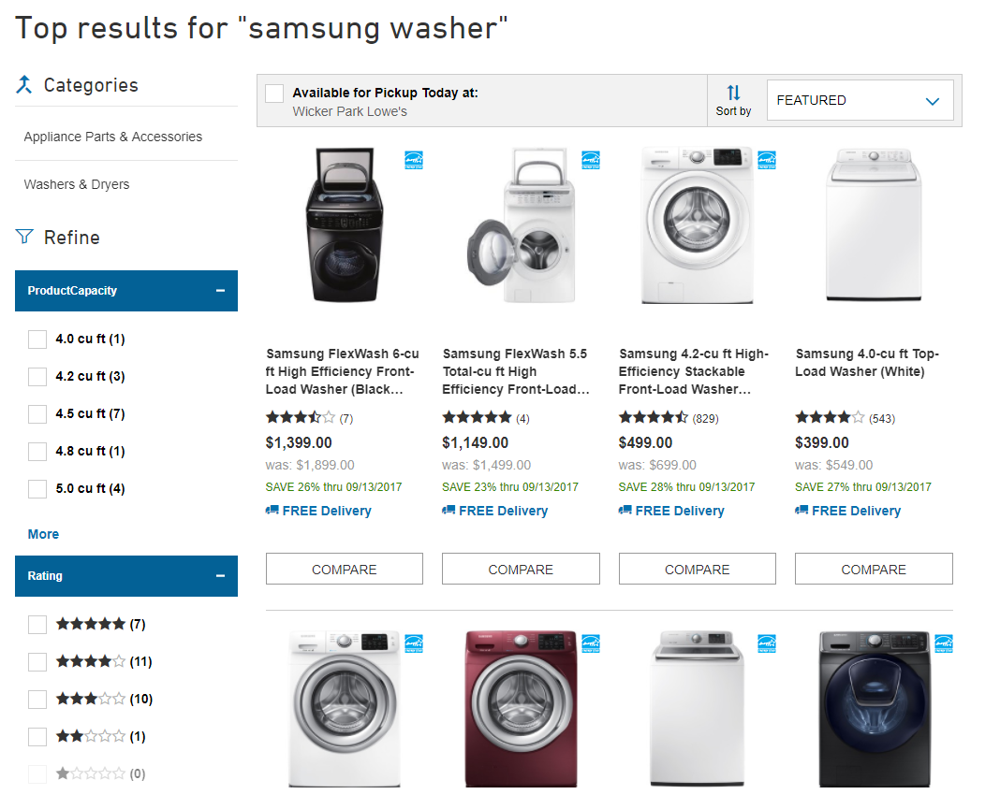 Top results for "samsung washer"
Categories
Appliance Parts & Accessories
Washers & Dryers
Refine
ProductCapacity
4.0 cu ft (1)
4.2 cu ft (3)
4.5 cu ft (7)
4.8 cu ft (1)
5.0 cu ft (4)
More
Rating
(7)
(11)
(10)
(1)
(0)
Available for Pickup Today at:
Wicker Park Lowe's
Sort by
FEATURED
Samsung FlexWash 6-cu
ft High Efficiency Front-
Load Washer (Black...
(7)
$1,399.00
was: $1,899.00
SAVE 26% thru 09/13/2017
FREE Delivery
COMPARE
Samsung FlexWash 5.5
Total-cu ft High
Efficiency Front-Load...
(4)
$1,149.00
was: $1,499.00
SAVE 23% thru 09/13/2017
FREE Delivery
COMPARE
Samsung 4.2-cu ft High-
Efficiency Stackable
Front-Load Washer...
(829)
$499.00
was: $699.00
SAVE 28% thru 09/13/2017
FREE Delivery
COMPARE
Samsung 4.0-cu ft Top-
Load Washer (White)
(543)
$399.00
was: $549.00
SAVE 27% thru 09/13/2017
FREE Delivery
COMPARE